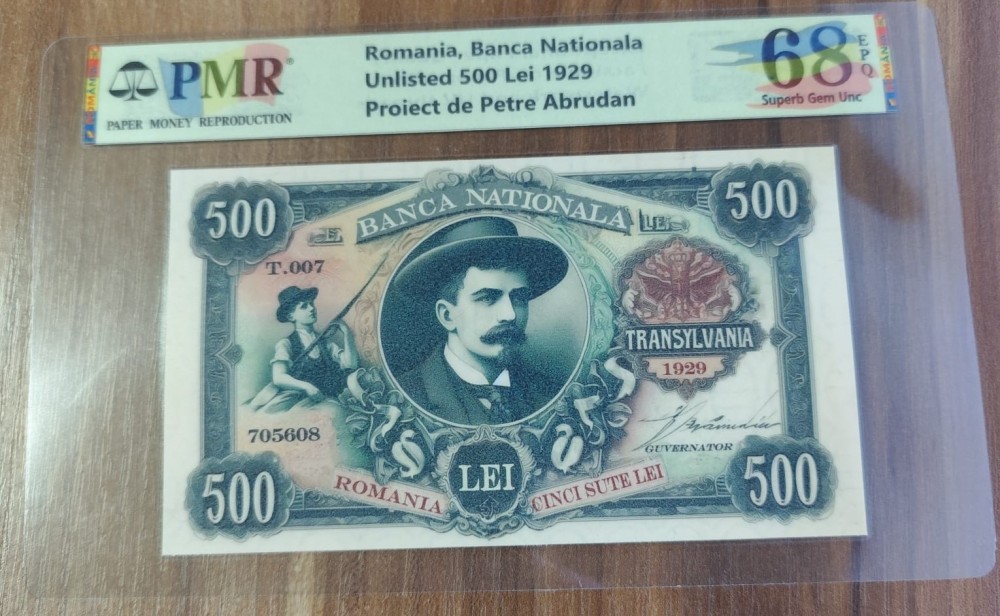 PMR
PAPER MONEY REPRODUCTION
Romania, Banca Nationala
Unlisted 500 Lei 1929
Proiect de Petre Abrudan
68
EPQ
Superb Gem Unc
500
BANCA NATIONALA
500
LEI
T.007
TRANSYLVANIA
1929
705608
GUVERNATOR
500
ROMANIA
LEI
CINCI SUTE LEI
500